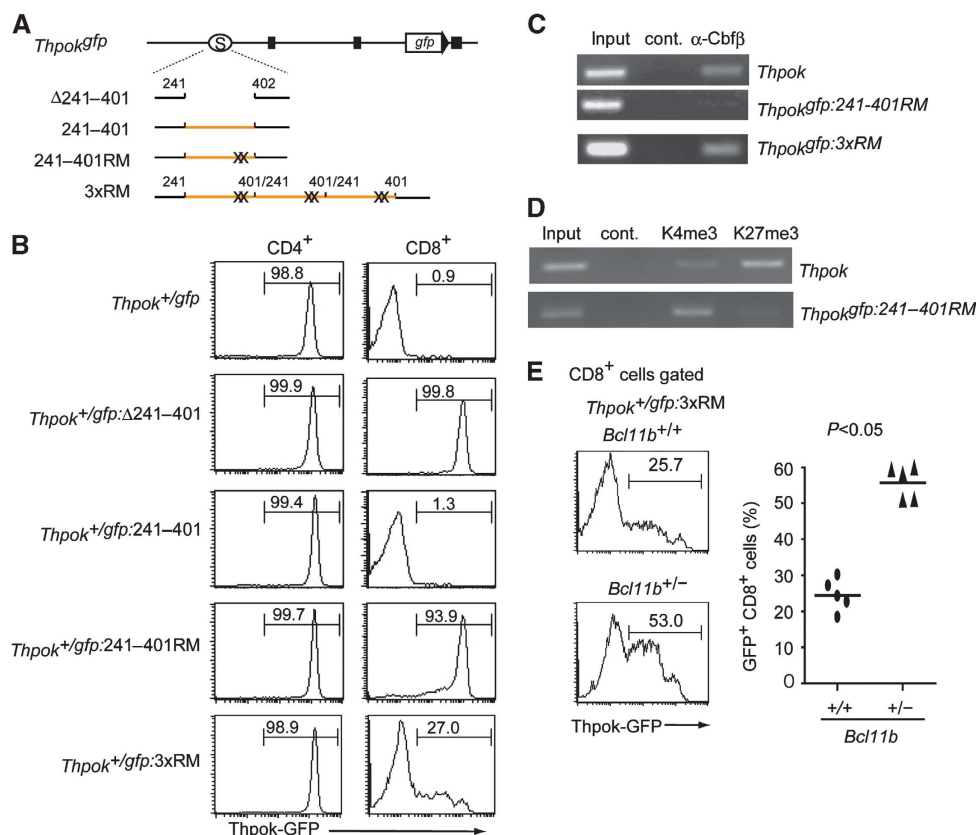 A
Thpok^gfp
S
gfp
241 402
Δ241–401
241–401
241–401RM
XX
3xRM
241 401/241 401/241 401
XX XX XX
B
CD4+ CD8+
Thpok+/gfp
98.8 0.9
Thpok+/gfp:Δ241–401
99.9 99.8
Thpok+/gfp:241–401
99.4 1.3
Thpok+/gfp:241–401RM
99.7 93.9
Thpok+/gfp:3xRM
98.9 27.0
Thpok-GFP
C
Input cont. α-Cbfβ
Thpok
Thpok^gfp:241-401RM
Thpok^gfp:3xRM
D
Input cont. K4me3 K27me3
Thpok
Thpok^gfp:241–401RM
E
CD8+ cells gated
Thpok+/gfp:3xRM
Bcl11b+/+
25.7
Bcl11b+/−
53.0
Thpok-GFP
P<0.05
GFP+ CD8+ cells (%)
60
50
40
30
20
10
0
+/+ +/−
Bcl11b